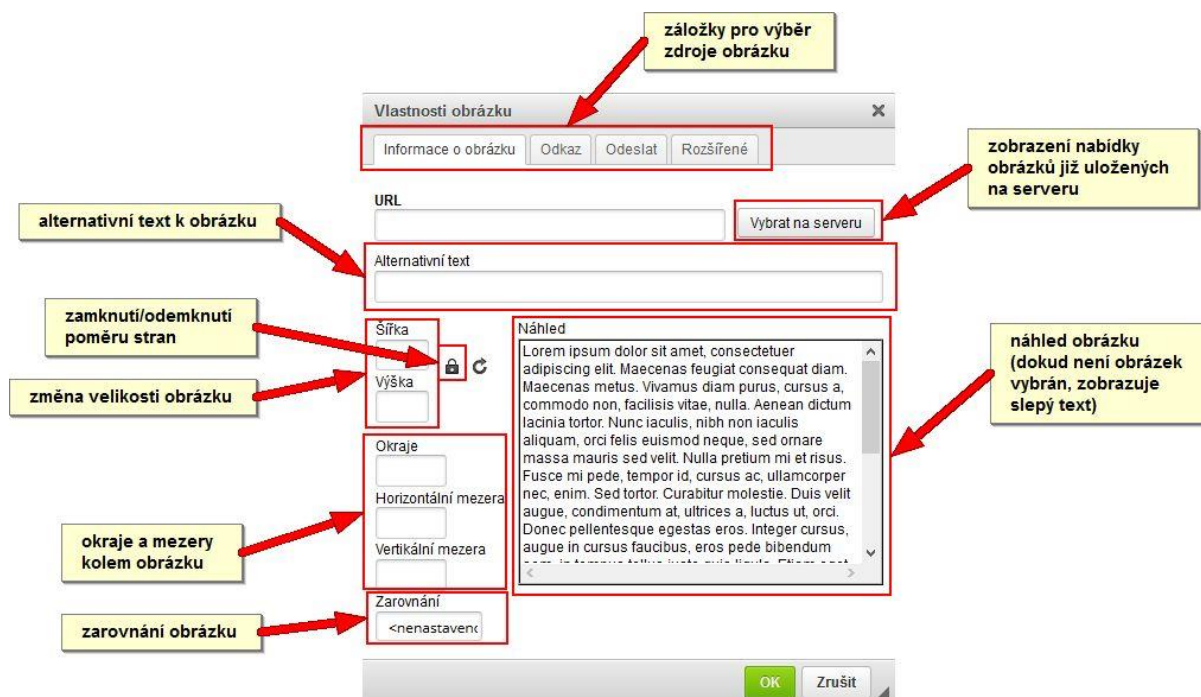 záložky pro výběr
zdroje obrázku
Vlastnosti obrázku
Informace o obrázku
Odkaz
Odeslat
Rozšířené
zobrazení nabídky
obrázků již uložených
na serveru
URL
Vybrat na serveru
alternativní text k obrázku
Alternativní text
zamknutí/odemknutí
poměru stran
Šířka
Výška
změna velikosti obrázku
Náhled
Lorem ipsum dolor sit amet, consectetuer
adipiscing elit. Maecenas feugiat consequat diam.
Maecenas metus. Vivamus diam purus, cursus a,
commodo non, facilisis vitae, nulla. Aenean dictum
lacinia tortor. Nunc iaculis, nibh non iaculis
aliquam, orci felis euismod neque, sed ornare
massa mauris sed velit. Nulla pretium mi et risus.
Fusce mi pede, tempor id, cursus ac, ullamcorper
nec, enim. Sed tortor. Curabitur molestie. Duis velit
augue, condimentum at, ultrices a, luctus ut, orci.
Donec pellentesque egestas eros. Integer cursus,
augue in cursus faucibus, eros pede bibendum
náhled obrázku
(dokud není obrázek
vybrán, zobrazuje
slepý text)
Okraje
Horizontální mezera
Vertikální mezera
okraje a mezery
kolem obrázku
Zarovnání
<nenastaveno
zarovnání obrázku
OK
Zrušit